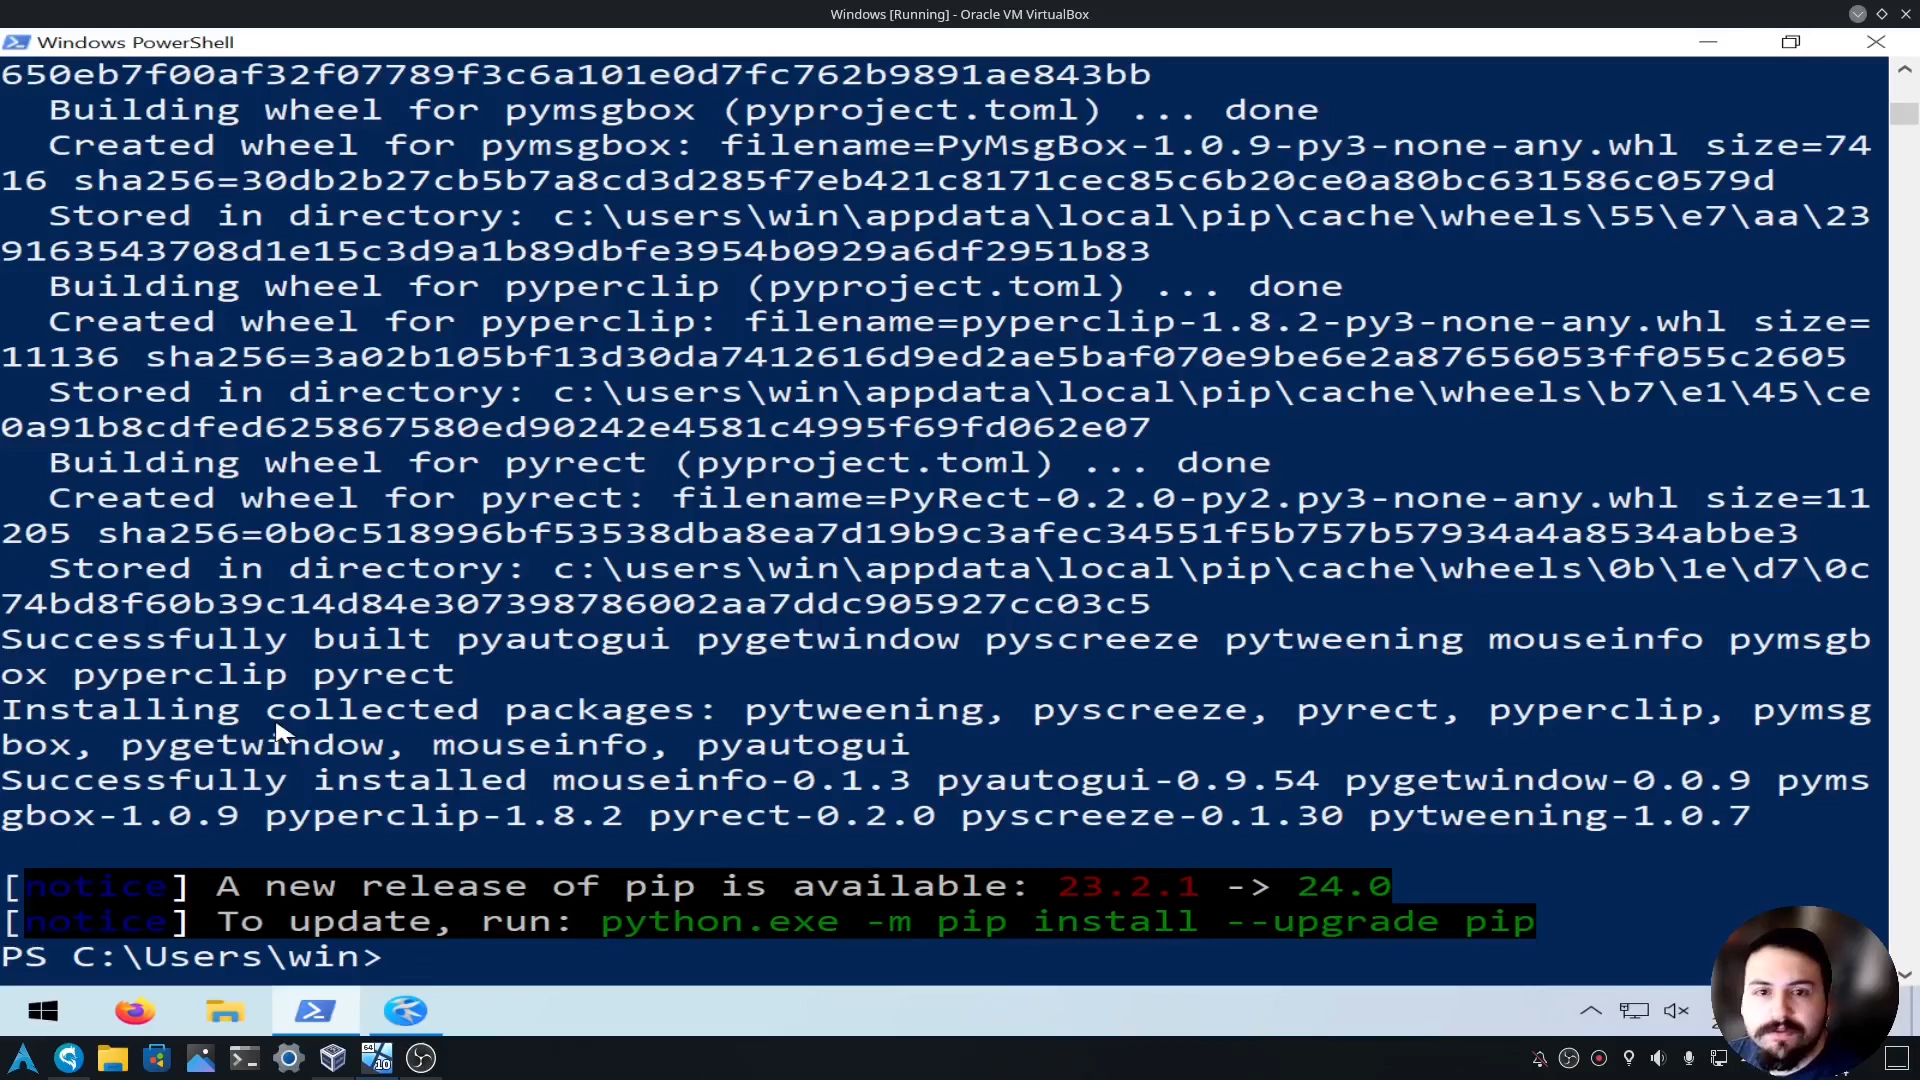 Windows [Running] - Oracle VM VirtualBox
Windows PowerShell
650eb7f00af32f07789f3c6a101e0d7fc762b9891ae843bb
  Building wheel for pymsgbox (pyproject.toml) ... done
  Created wheel for pymsgbox: filename=PyMsgBox-1.0.9-py3-none-any.whl size=74
16 sha256=30db2b27cb5b7a8cd3d285f7eb421c8171cec85c6b20ce0a80bc631586c0579d
  Stored in directory: c:\users\win\appdata\local\pip\cache\wheels\55\e7\aa\23
9163543708d1e15c3d9a1b89dbfe3954b0929a6df2951b83
  Building wheel for pyperclip (pyproject.toml) ... done
  Created wheel for pyperclip: filename=pyperclip-1.8.2-py3-none-any.whl size=
11136 sha256=3a02b105bf13d30da7412616d9ed2ae5baf070e9be6e2a87656053ff055c2605
  Stored in directory: c:\users\win\appdata\local\pip\cache\wheels\b7\e1\45\ce
0a91b8cdfed625867580ed90242e4581c4995f69fd062e07
  Building wheel for pyrect (pyproject.toml) ... done
  Created wheel for pyrect: filename=PyRect-0.2.0-py2.py3-none-any.whl size=11
205 sha256=0b0c518996bf53538dba8ea7d19b9c3afec34551f5b757b57934a4a8534abbe3
  Stored in directory: c:\users\win\appdata\local\pip\cache\wheels\0b\1e\d7\0c
74bd8f60b39c14d84e307398786002aa7ddc905927cc03c5
Successfully built pyautogui pygetwindow pyscreeze pytweening mouseinfo pymsgb
ox pyperclip pyrect
Installing collected packages: pytweening, pyscreeze, pyrect, pyperclip, pymsg
box, pygetwindow, mouseinfo, pyautogui
Successfully installed mouseinfo-0.1.3 pyautogui-0.9.54 pygetwindow-0.0.9 pyms
gbox-1.0.9 pyperclip-1.8.2 pyrect-0.2.0 pyscreeze-0.1.30 pytweening-1.0.7
[notice] A new release of pip is available: 23.2.1 -> 24.0
[notice] To update, run: python.exe -m pip install --upgrade pip
PS C:\Users\win>
64
10